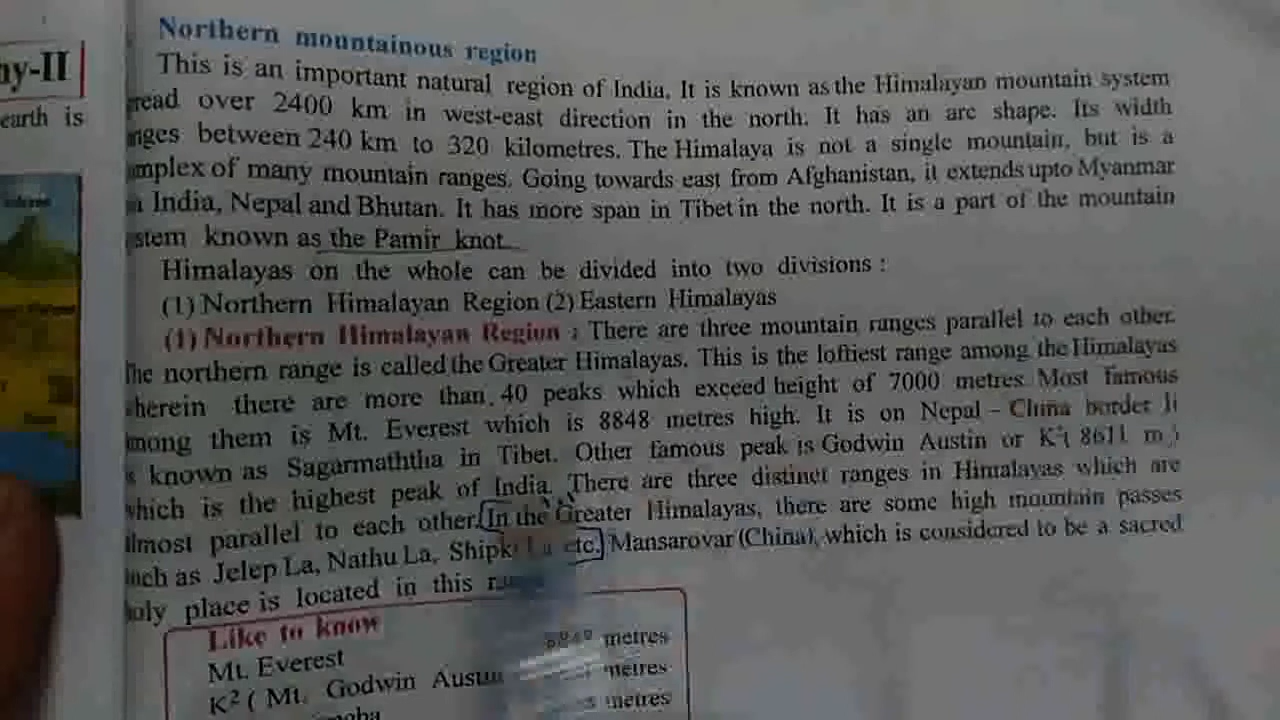 ny-II
earth is
Northern mountainous region
This is an important natural region of India. It is known as the Himalayan mountain system
read over 2400 km in west-east direction in the north. It has an arc shape. Its width
nges between 240 km to 320 kilometres. The Himalaya is not a single mountain, but is a
mplex of many mountain ranges. Going towards east from Afghanistan, it extends upto Myanmar
India, Nepal and Bhutan. It has more span in Tibet in the north. It is a part of the mountain
stem known as the Pamir knot.
Himalayas on the whole can be divided into two divisions :
(1) Northern Himalayan Region (2) Eastern Himalayas
(1) Northern Himalayan Region : There are three mountain ranges parallel to each other.
he northern range is called the Greater Himalayas. This is the loftiest range among the Himalayas
herein there are more than 40 peaks which exceed height of 7000 metres Most famous
mong them is Mt. Everest which is 8848 metres high. It is on Nepal – China border It
s known as Sagarmaththa in Tibet. Other famous peak is Godwin Austin or K²( 8611 m )
which is the highest peak of India. There are three distinct ranges in Himalayas which are
lmost parallel to each other. In the Greater Himalayas, there are some high mountain passes
uch as Jelep La, Nathu La, Shipki La etc. Mansarovar (China), which is considered to be a sacred
holy place is located in this
Like to know
Mt. Everest 8848 metres
K² ( Mt. Godwin Austin metres
metres